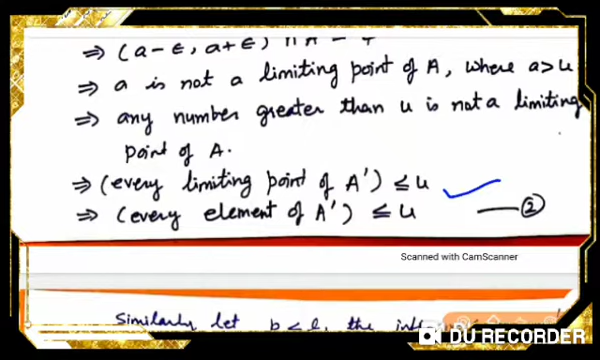 ⇒ (a - ϵ, a + ϵ) ∩ A = φ
⇒ a is not a limiting point of A, where a > u
⇒ any number greater than u is not a limiting
point of A.
⇒ (every limiting point of A') ≤ u
⇒ (every element of A') ≤ u —②
Scanned with CamScanner
Similarly let b < l, the
DU RECORDER